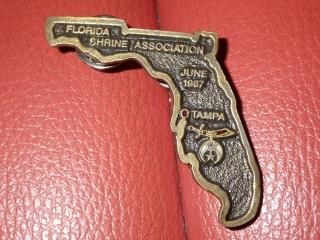 FLORIDA
SHRINE ASSOCIATION
JUNE
1987
TAMPA